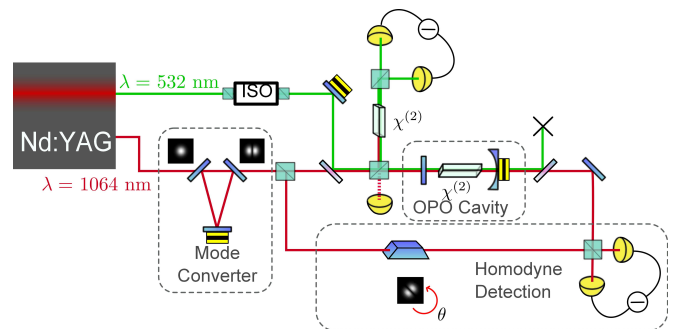 λ = 532 nm
ISO
χ(2)
Nd:YAG
λ = 1064 nm
χ(2)
OPO Cavity
Mode
Converter
Homodyne
Detection
θ